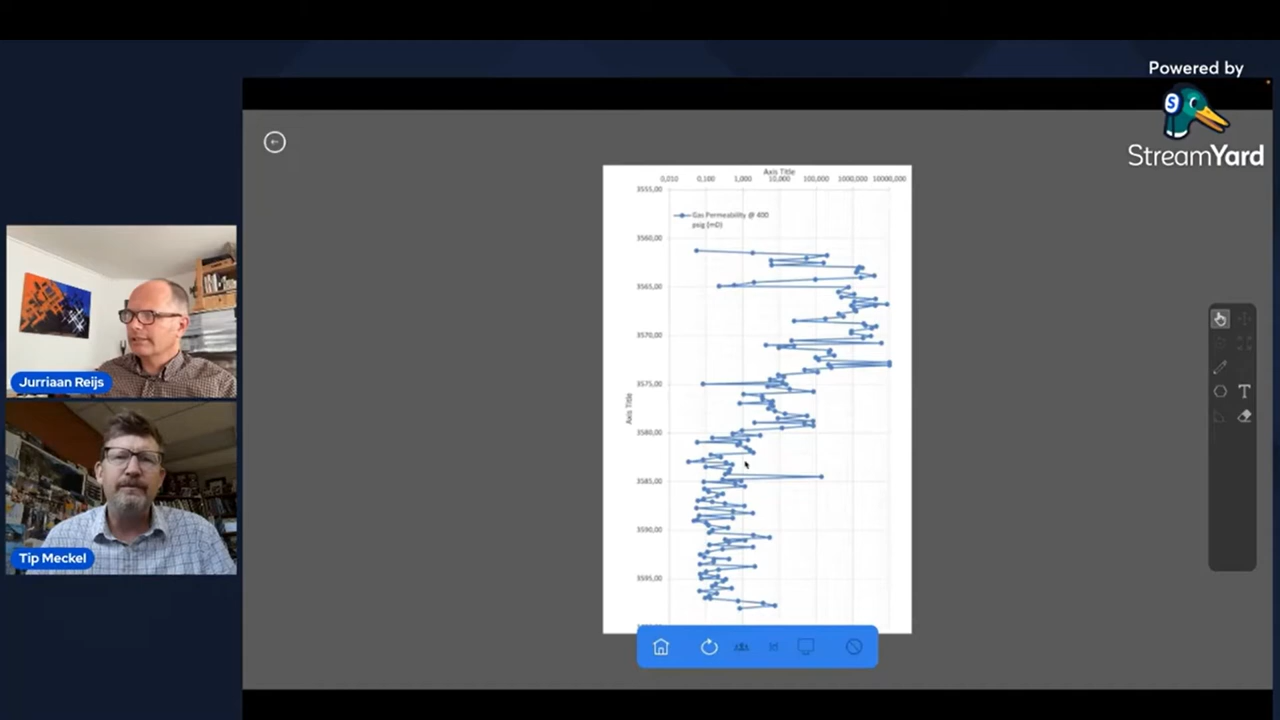 Powered by
S
StreamYard
Axis Title
0,010 0,100 1,000 10,000 100,000 1000,000 10000,000
3555,00
Gas Permeability @ 400
psig (mD)
3560,00
3565,00
3570,00
3575,00
Axis Title
3580,00
3585,00
3590,00
3595,00
T
Jurriaan Reijs
Tip Meckel